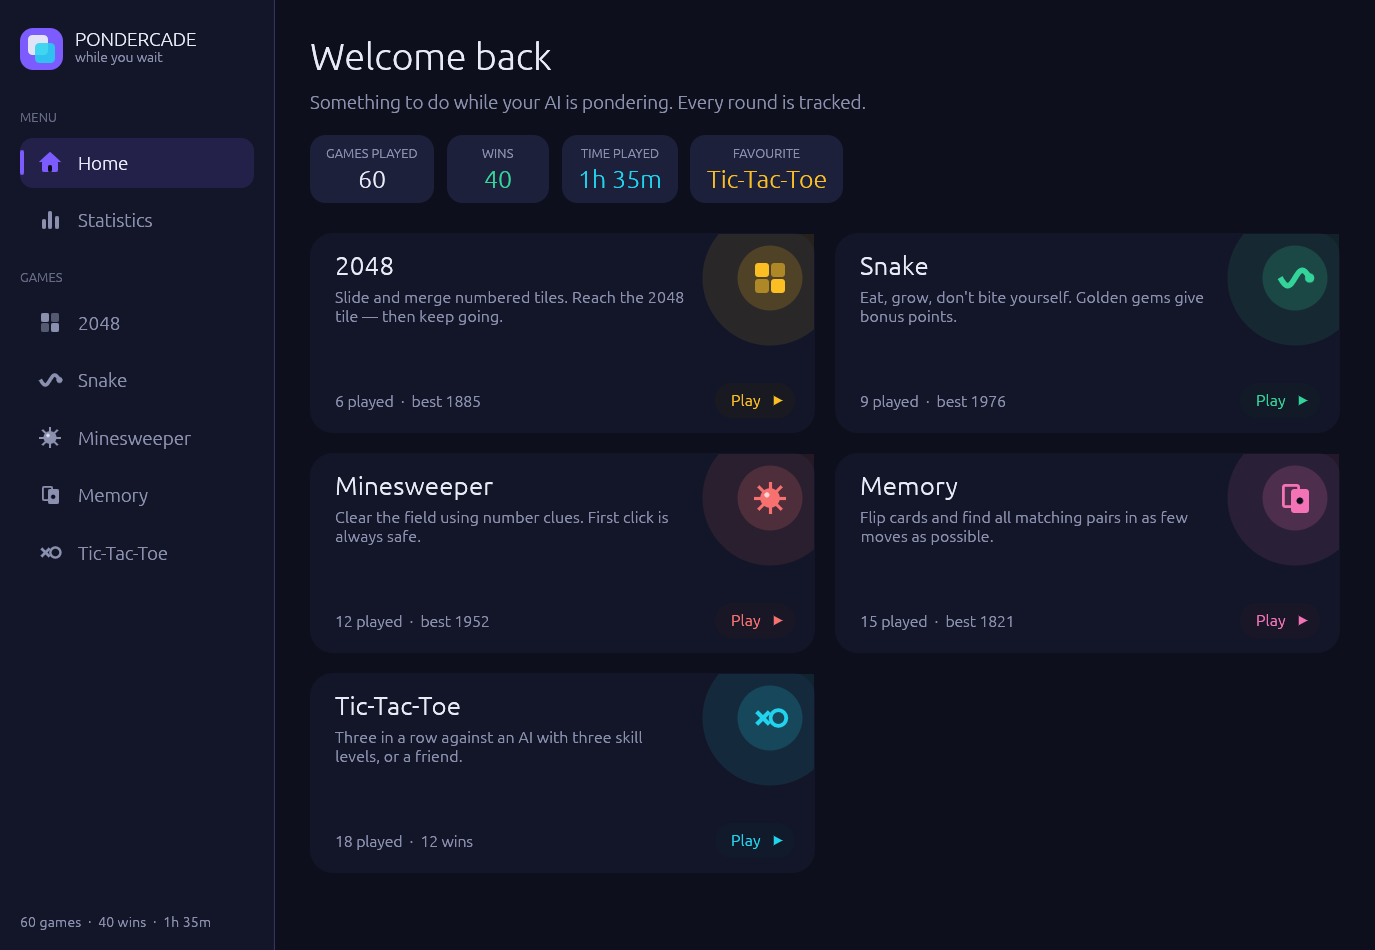 PONDERCADE
while you wait
MENU
Home
Statistics
GAMES
2048
Snake
Minesweeper
Memory
Tic-Tac-Toe
60 games · 40 wins · 1h 35m
Welcome back
Something to do while your AI is pondering. Every round is tracked.
GAMES PLAYED
60
WINS
40
TIME PLAYED
1h 35m
FAVOURITE
Tic-Tac-Toe
2048
Slide and merge numbered tiles. Reach the 2048
tile — then keep going.
6 played · best 1885
Play
Snake
Eat, grow, don't bite yourself. Golden gems give
bonus points.
9 played · best 1976
Play
Minesweeper
Clear the field using number clues. First click is
always safe.
12 played · best 1952
Play
Memory
Flip cards and find all matching pairs in as few
moves as possible.
15 played · best 1821
Play
Tic-Tac-Toe
Three in a row against an AI with three skill
levels, or a friend.
18 played · 12 wins
Play